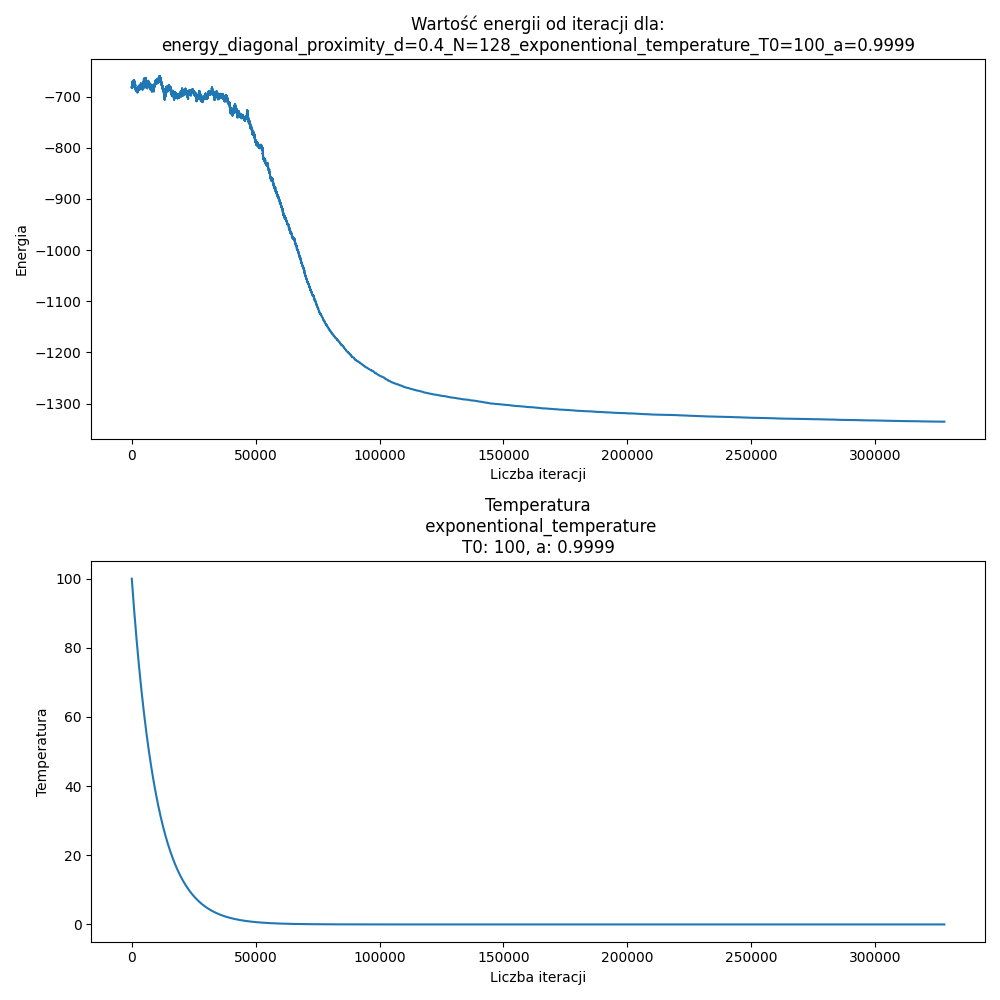 Wartość energii od iteracji dla:
energy_diagonal_proximity_d=0.4_N=128_exponentional_temperature_T0=100_a=0.9999
−700
−800
−900
−1000
−1100
−1200
−1300
Energia
0 50000 100000 150000 200000 250000 300000
Liczba iteracji
Temperatura
exponentional_temperature
T0: 100, a: 0.9999
100
80
60
40
20
0
Temperatura
0 50000 100000 150000 200000 250000 300000
Liczba iteracji